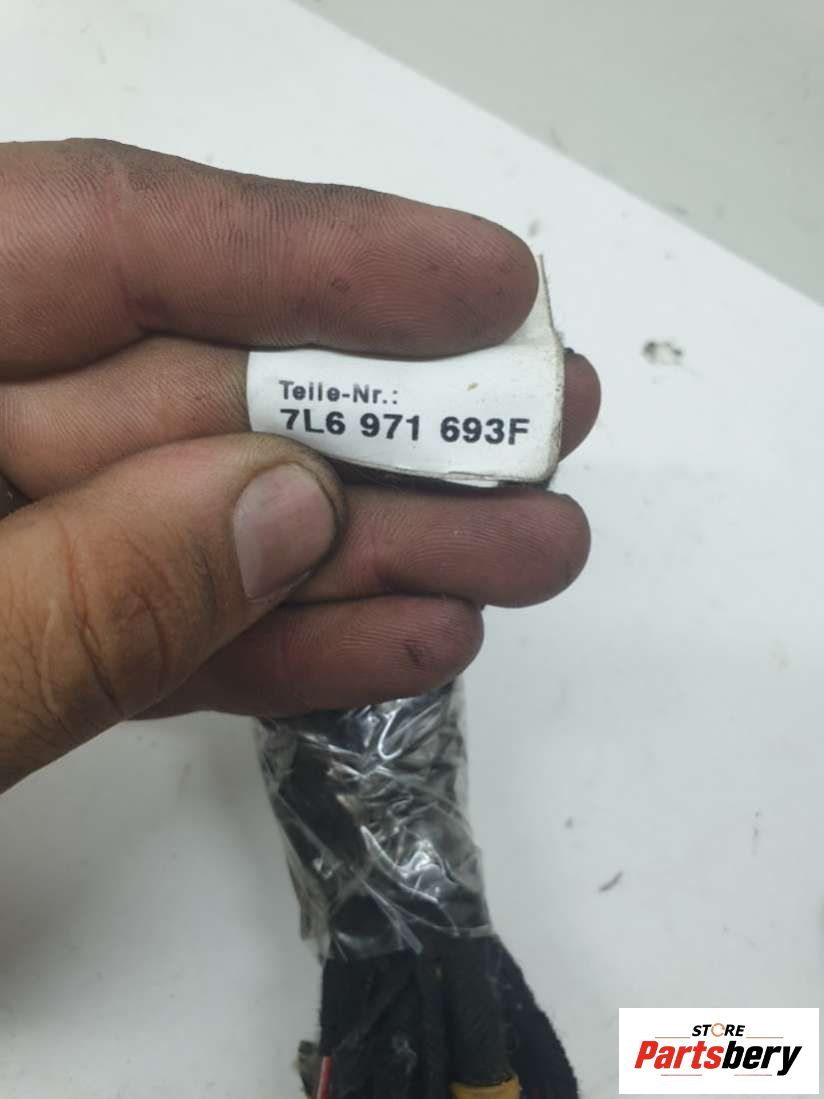 Teile-Nr.:
7L6 971 693F
STORE
Partsbery